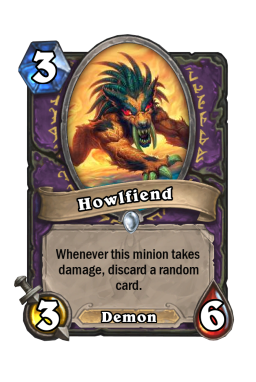 3
Howlfiend
Whenever this minion takes
damage, discard a random
card.
3
Demon
6